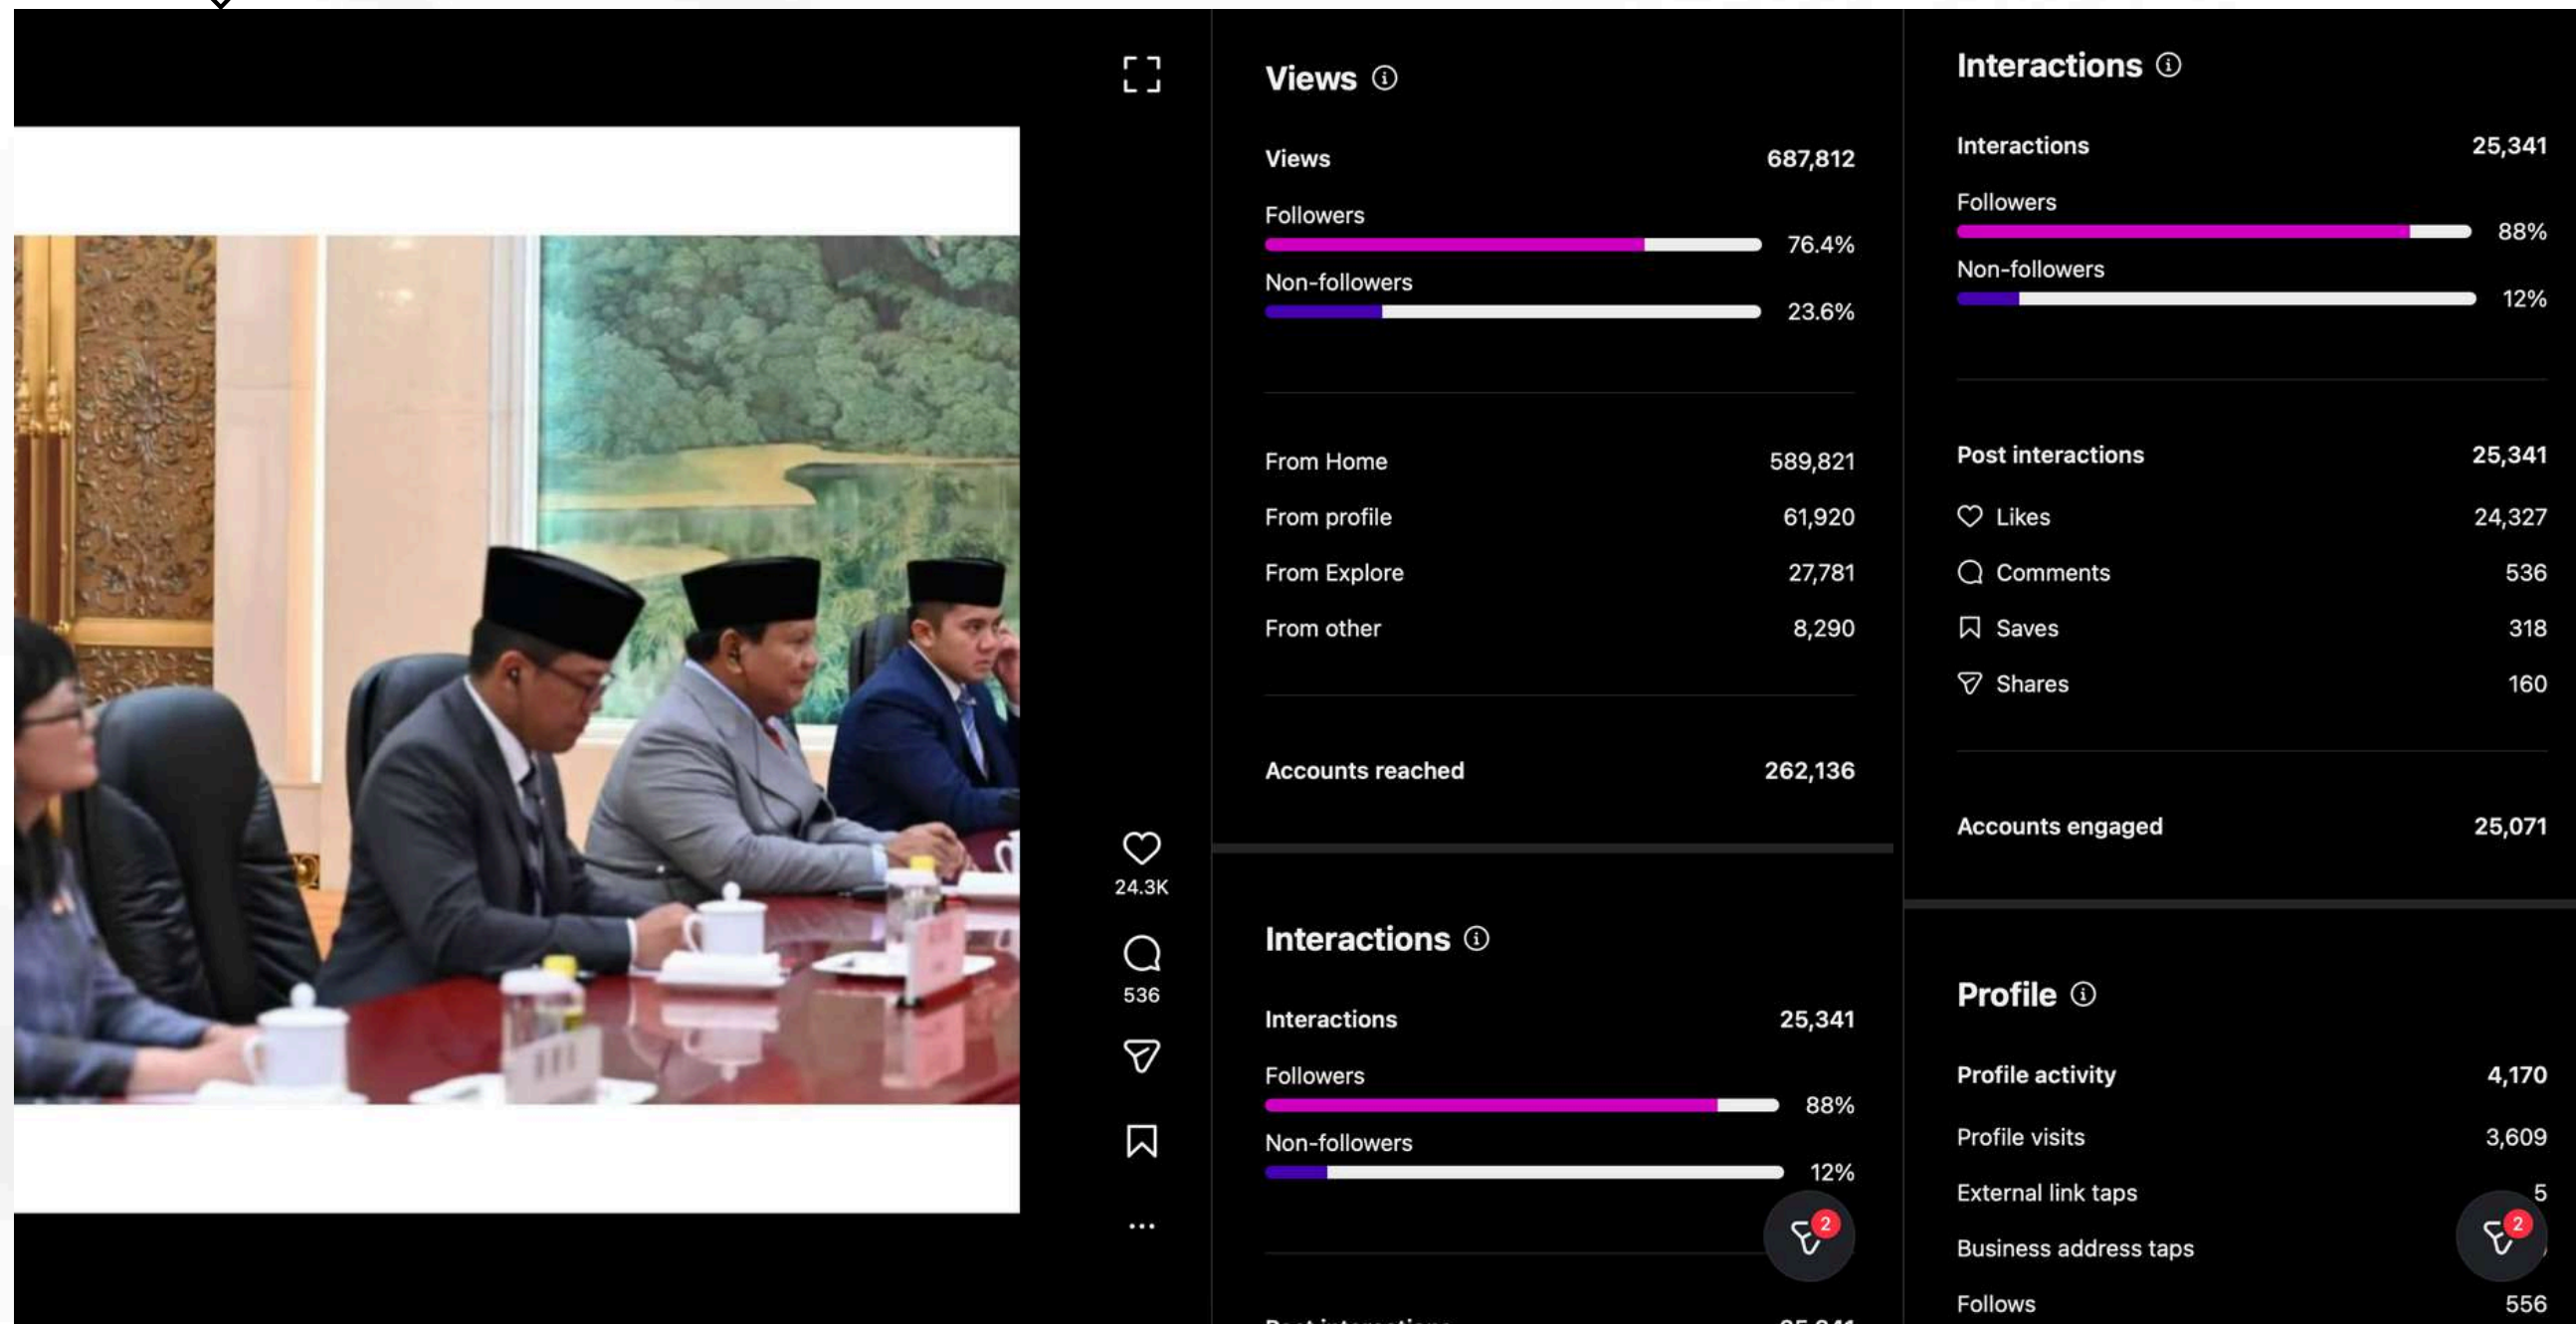 24.3K
536
Views
Views 687,812
Followers
76.4%
Non-followers
23.6%
From Home 589,821
From profile 61,920
From Explore 27,781
From other 8,290
Accounts reached 262,136
Interactions
Interactions 25,341
Followers
88%
Non-followers
12%
2
Interactions
Interactions 25,341
Followers
88%
Non-followers
12%
Post interactions 25,341
Likes 24,327
Comments 536
Saves 318
Shares 160
Accounts engaged 25,071
Profile
Profile activity 4,170
Profile visits 3,609
External link taps 5
Business address taps
2
Follows 556